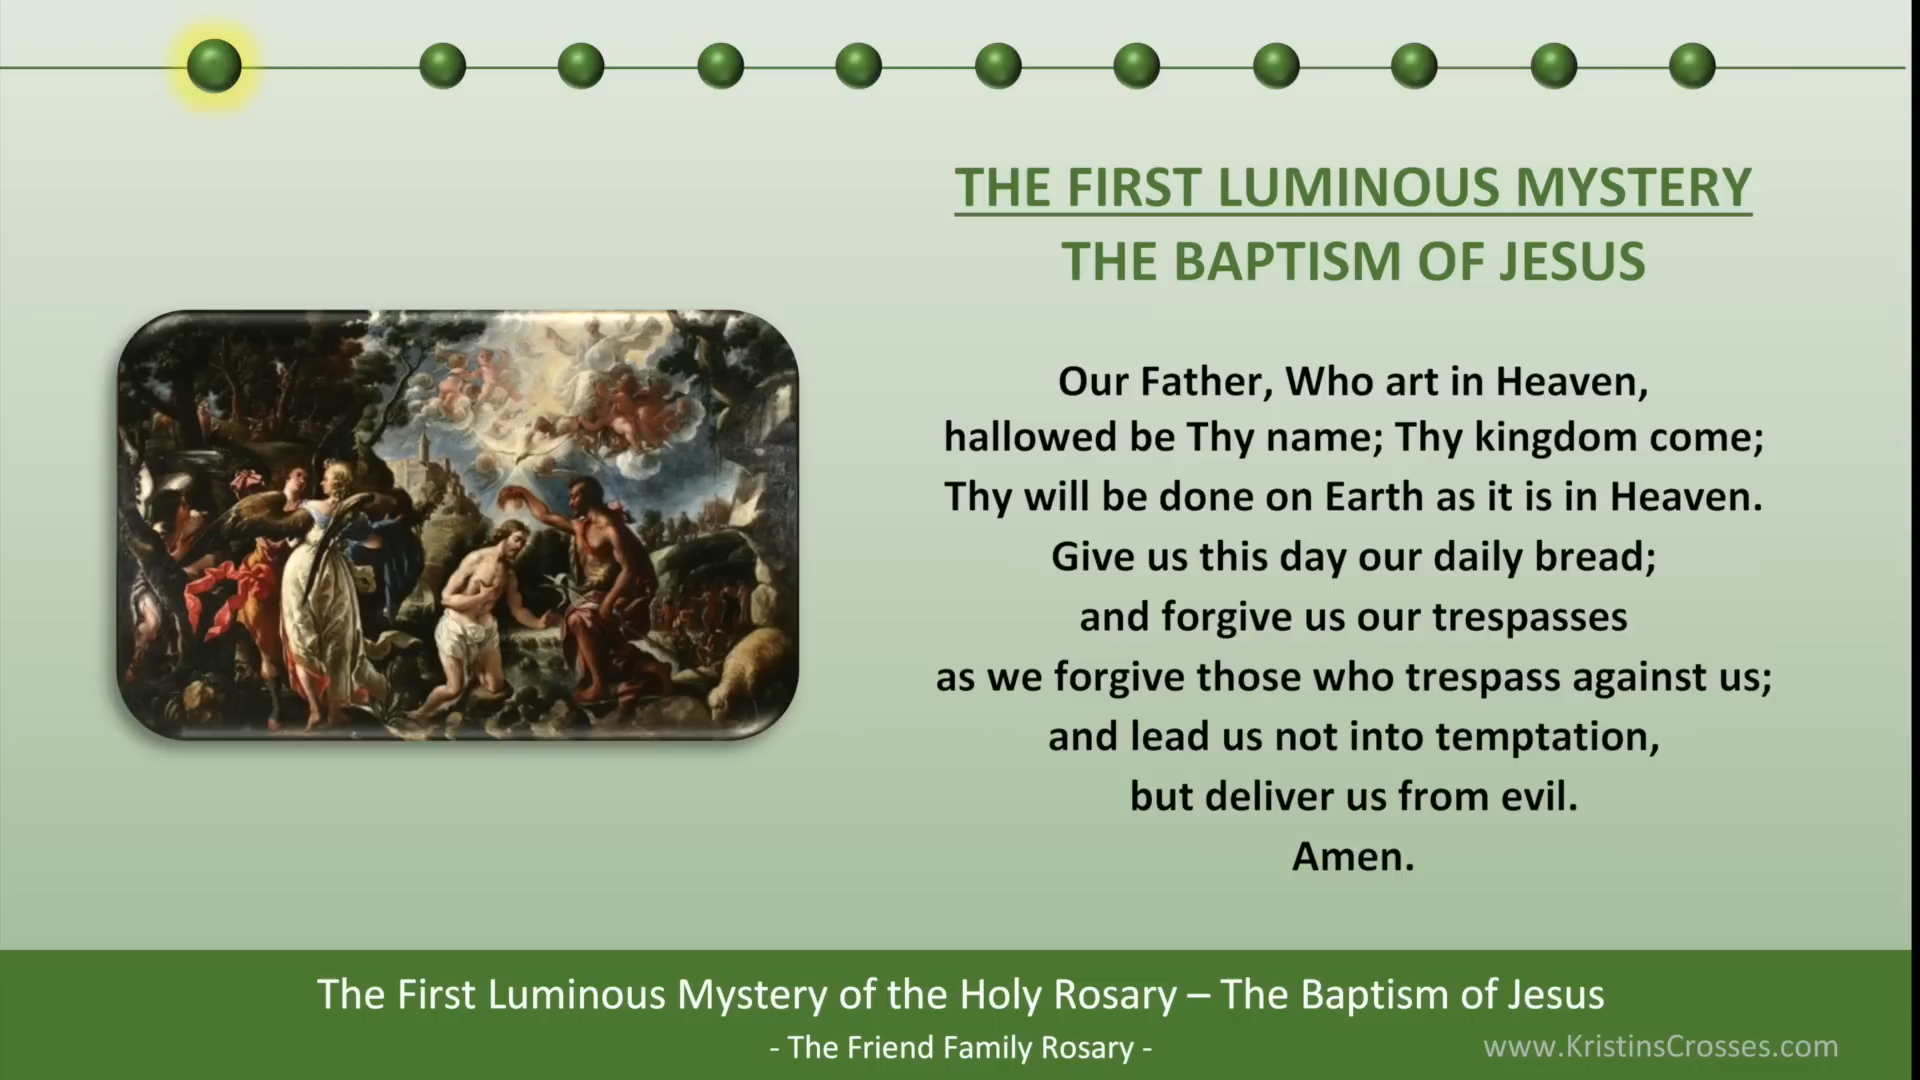 THE FIRST LUMINOUS MYSTERY
THE BAPTISM OF JESUS
Our Father, Who art in Heaven,
hallowed be Thy name; Thy kingdom come;
Thy will be done on Earth as it is in Heaven.
Give us this day our daily bread;
and forgive us our trespasses
as we forgive those who trespass against us;
and lead us not into temptation,
but deliver us from evil.
Amen.
The First Luminous Mystery of the Holy Rosary – The Baptism of Jesus
- The Friend Family Rosary -
www.KristinsCrosses.com